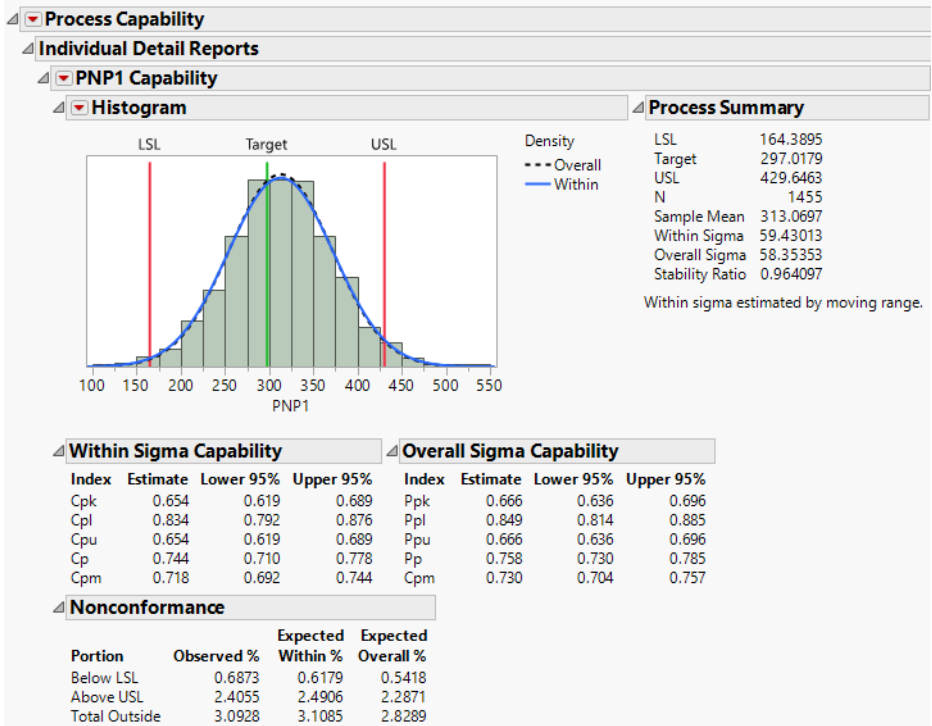 Process Capability
Individual Detail Reports
PNP1 Capability
Histogram
LSL Target USL
Density
Overall
Within
100 150 200 250 300 350 400 450 500 550
PNP1
Process Summary
LSL 164.3895
Target 297.0179
USL 429.6463
N 1455
Sample Mean 313.0697
Within Sigma 59.43013
Overall Sigma 58.35353
Stability Ratio 0.964097
Within sigma estimated by moving range.
Within Sigma Capability
Index Estimate Lower 95% Upper 95%
Cpk 0.654 0.619 0.689
Cpl 0.834 0.792 0.876
Cpu 0.654 0.619 0.689
Cp 0.744 0.710 0.778
Cpm 0.718 0.692 0.744
Overall Sigma Capability
Index Estimate Lower 95% Upper 95%
Ppk 0.666 0.636 0.696
Ppl 0.849 0.814 0.885
Ppu 0.666 0.636 0.696
Pp 0.758 0.730 0.785
Cpm 0.730 0.704 0.757
Nonconformance
Expected Expected
Portion Observed % Within % Overall %
Below LSL 0.6873 0.6179 0.5418
Above USL 2.4055 2.4906 2.2871
Total Outside 3.0928 3.1085 2.8289